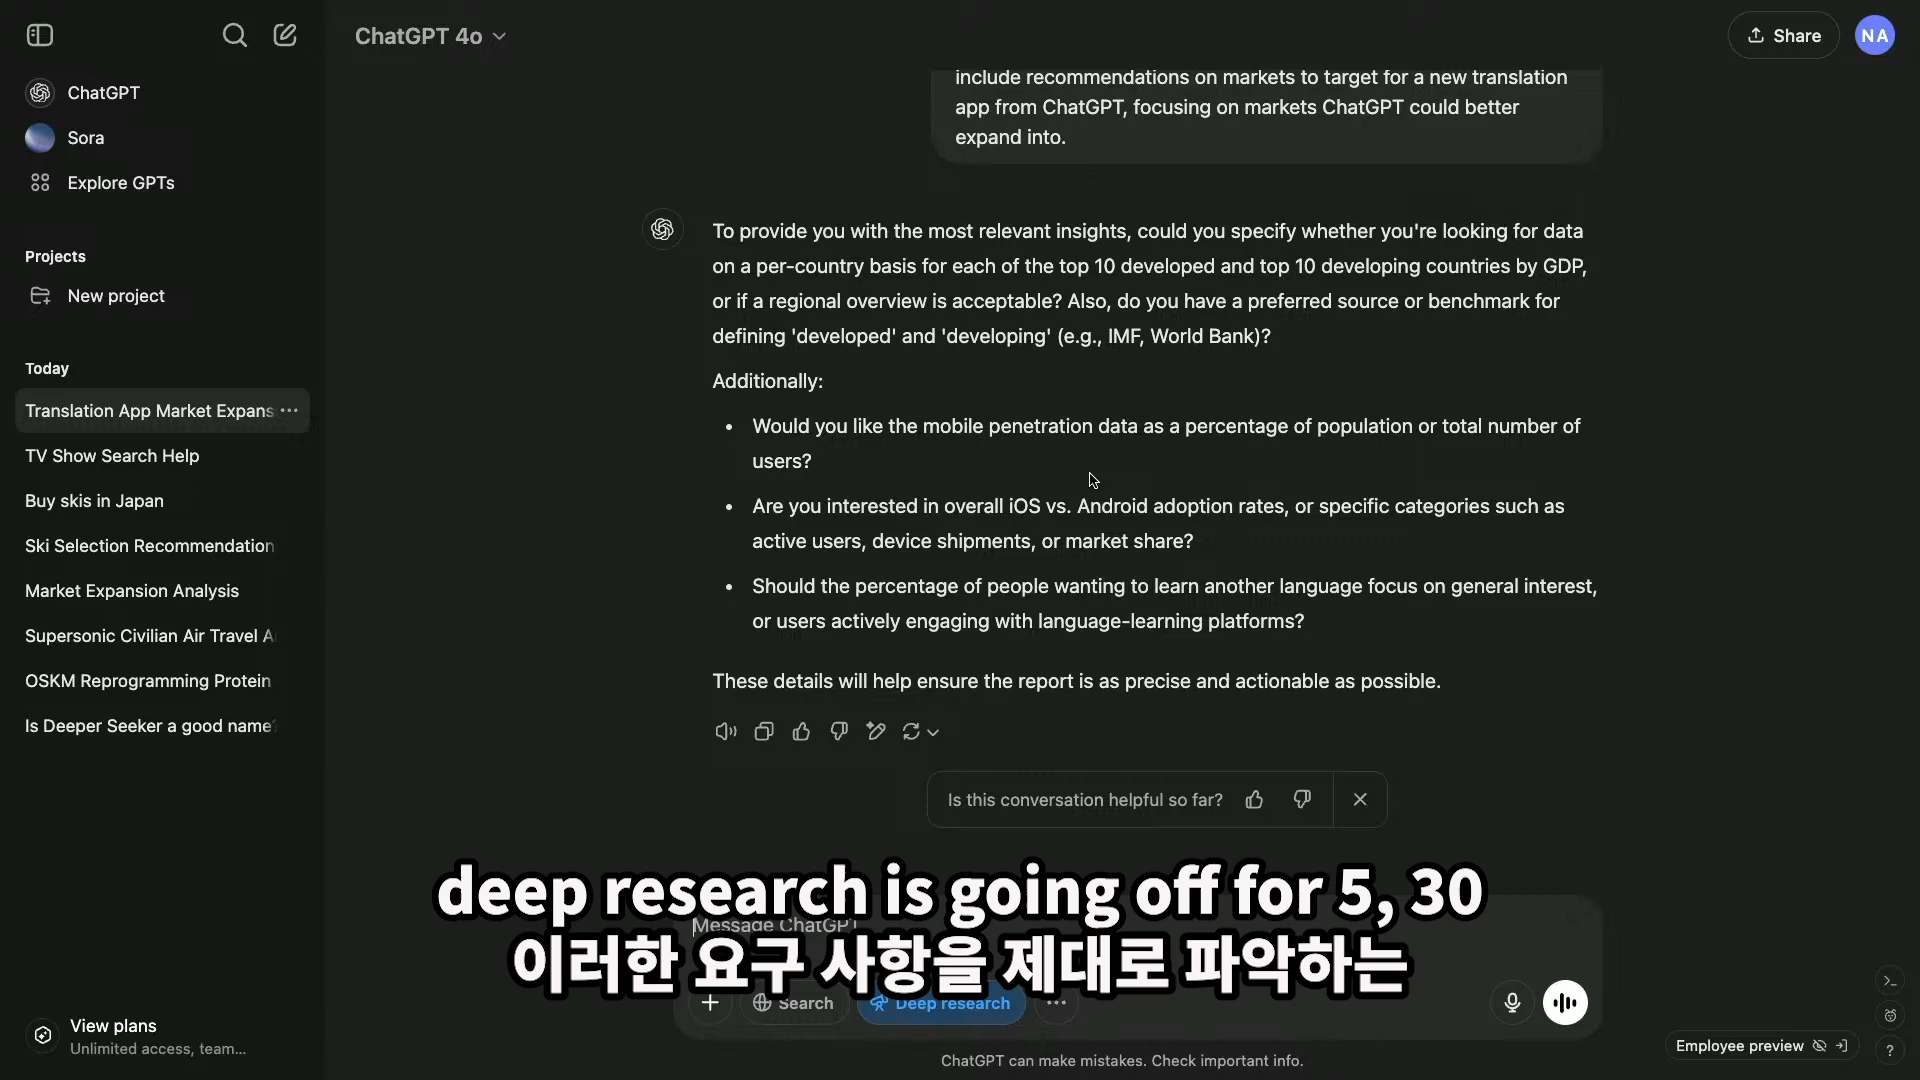 ChatGPT 4o
Share
NA
ChatGPT
Sora
Explore GPTs
Projects
New project
Today
Translation App Market Expans
TV Show Search Help
Buy skis in Japan
Ski Selection Recommendation
Market Expansion Analysis
Supersonic Civilian Air Travel A
OSKM Reprogramming Protein
Is Deeper Seeker a good name
View plans
Unlimited access, team...
include recommendations on markets to target for a new translation
app from ChatGPT, focusing on markets ChatGPT could better
expand into.
To provide you with the most relevant insights, could you specify whether you're looking for data
on a per-country basis for each of the top 10 developed and top 10 developing countries by GDP,
or if a regional overview is acceptable? Also, do you have a preferred source or benchmark for
defining 'developed' and 'developing' (e.g., IMF, World Bank)?
Additionally:
• Would you like the mobile penetration data as a percentage of population or total number of
users?
• Are you interested in overall iOS vs. Android adoption rates, or specific categories such as
active users, device shipments, or market share?
• Should the percentage of people wanting to learn another language focus on general interest,
or users actively engaging with language-learning platforms?
These details will help ensure the report is as precise and actionable as possible.
Is this conversation helpful so far?
deep research is going off for 5, 30
Message ChatGPT
이러한 요구 사항을 제대로 파악하는
Search
Deep research
ChatGPT can make mistakes. Check important info.
Employee preview
?